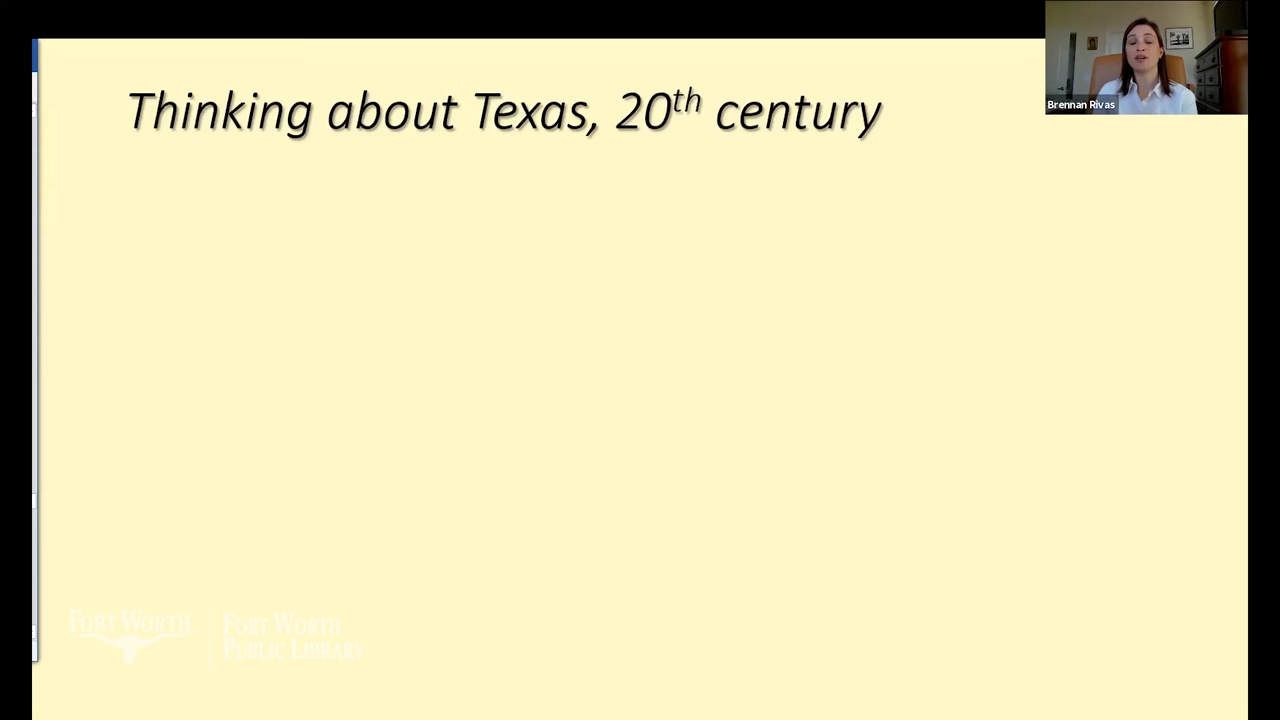 Thinking about Texas, 20th century
Brennan Rivas
FORT WORTH
FORT WORTH
PUBLIC LIBRARY